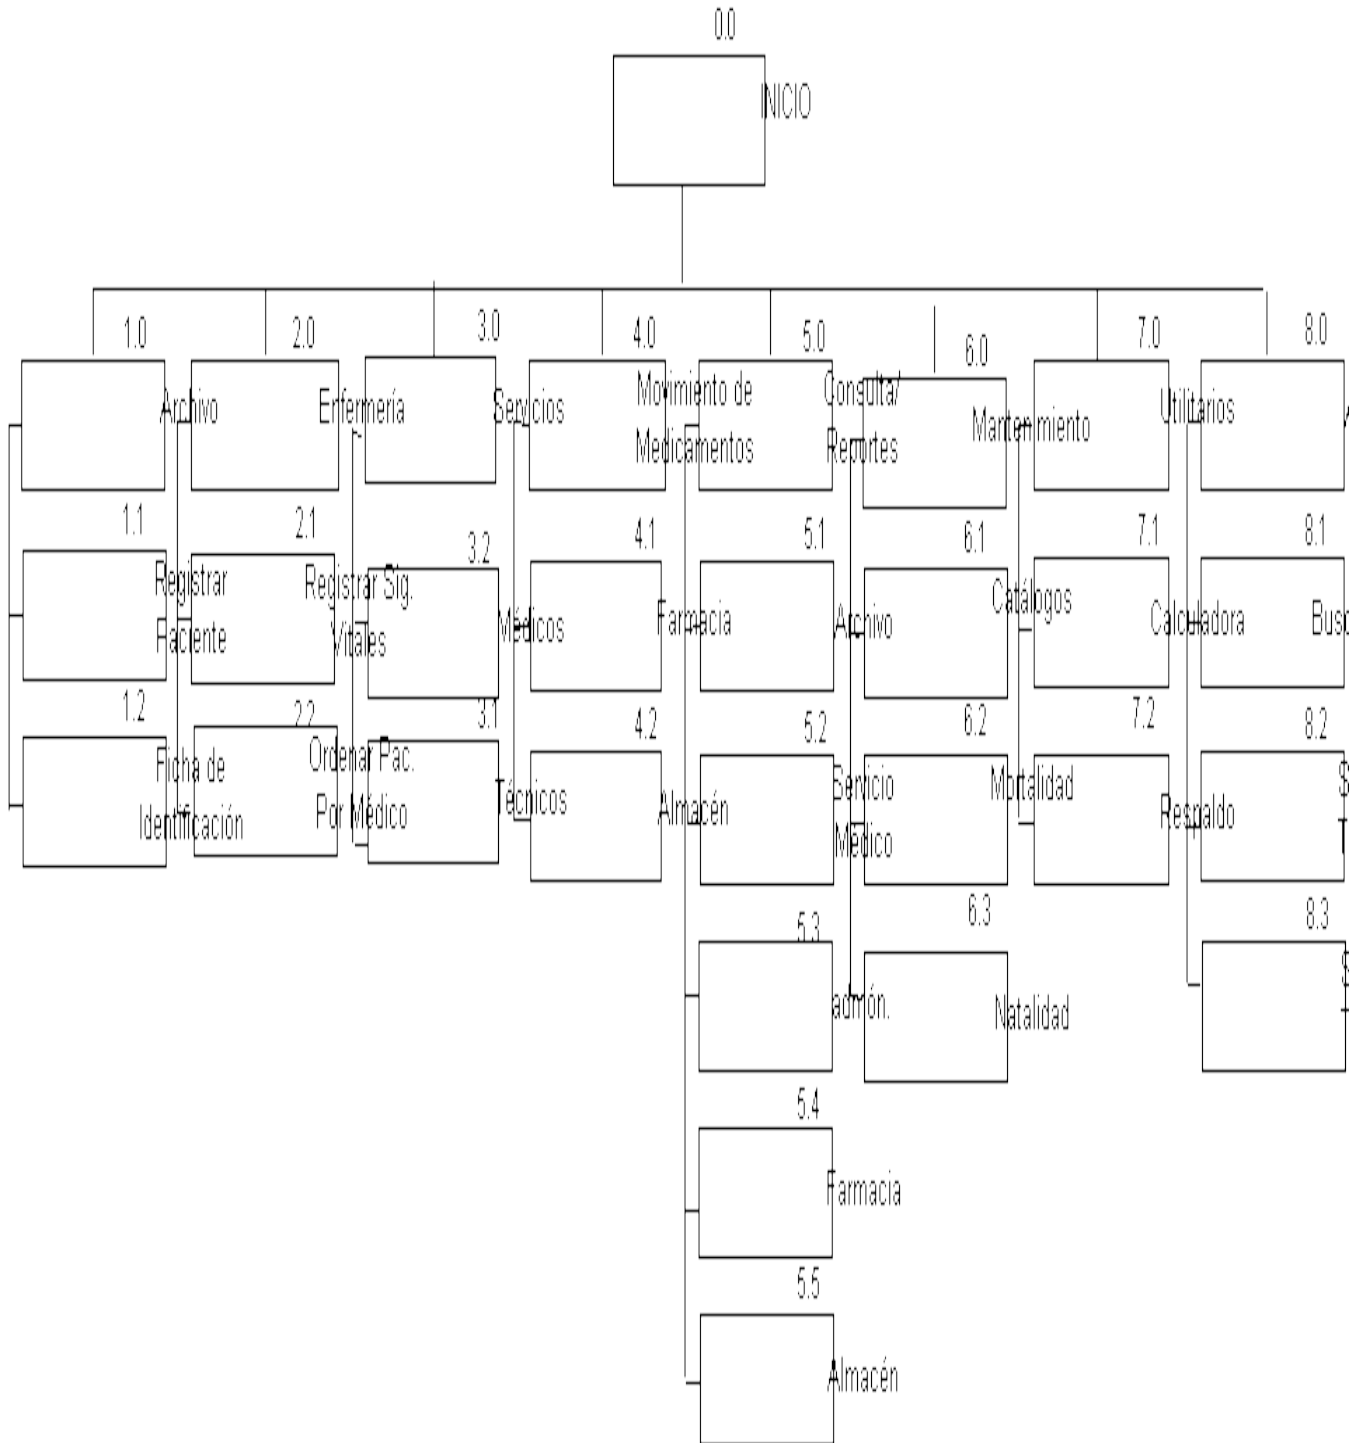 0.0
INICIO
1.0
2.0
3.0
4.0
5.0
6.0
7.0
8.0
Archivo
Enfermería
Servicios
Movimiento de
Medicamentos
Consulta/
Reportes
Mantenimiento
Utilitarios
1.1
2.1
3.2
4.1
5.1
6.1
7.1
8.1
Registrar
Paciente
Registrar Sig.
Vitales
Médicos
Farmacia
Archivo
Catálogos
Calculadora
Busc
1.2
2.2
3.1
4.2
5.2
6.2
7.2
8.2
Ficha de
Identificación
Ordenar Pac.
Por Médico
Técnicos
Almacén
Servicio
Médico
Mortalidad
Respaldo
5.3
6.3
8.3
admón.
Natalidad
5.4
Farmacia
5.5
Almacén